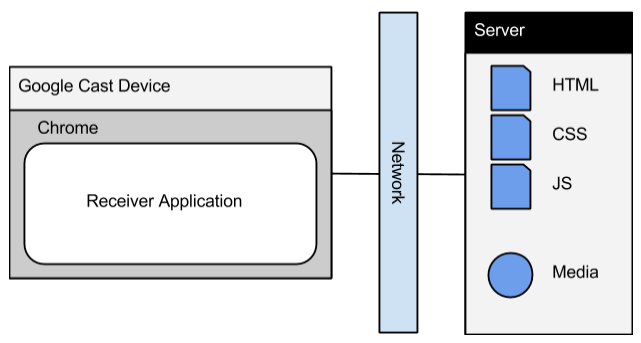 Google Cast Device
Chrome
Receiver Application
Network
Server
HTML
CSS
JS
Media